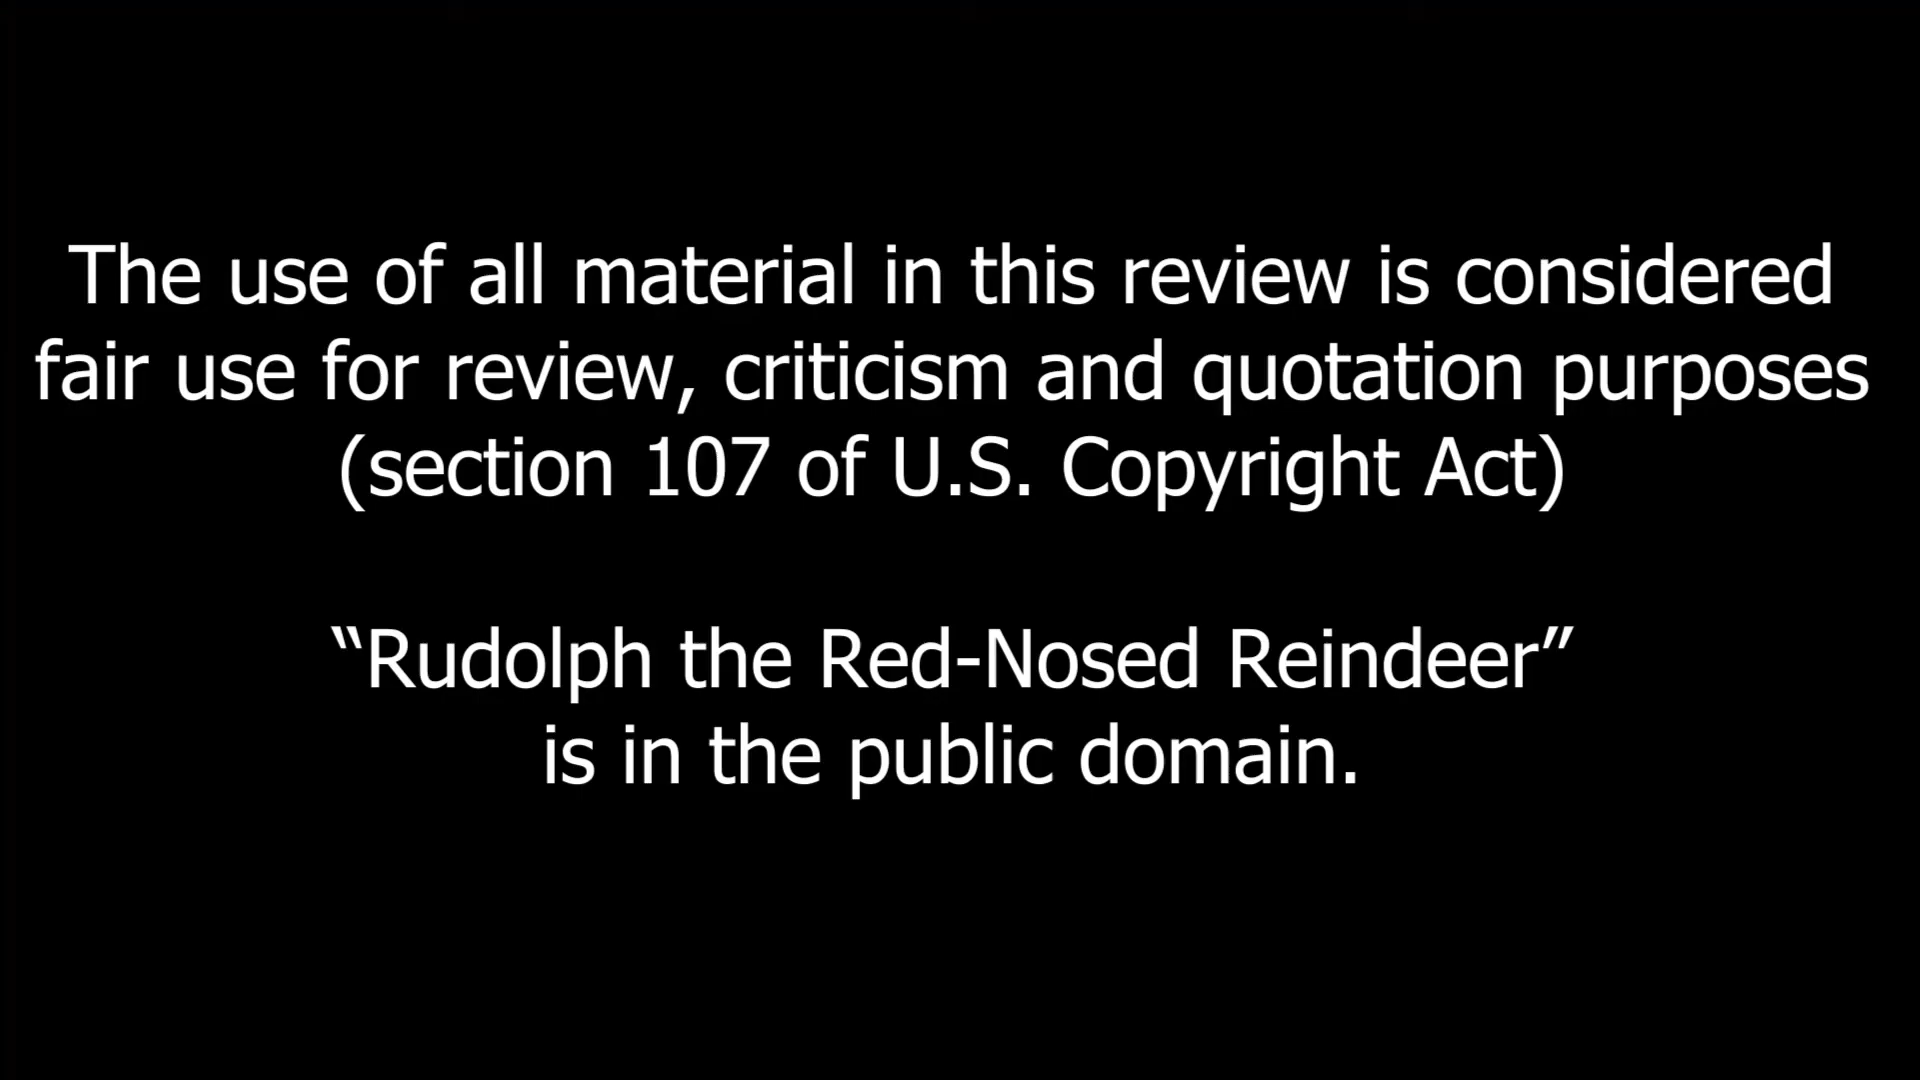 The use of all material in this review is considered
fair use for review, criticism and quotation purposes
(section 107 of U.S. Copyright Act)
“Rudolph the Red-Nosed Reindeer”
is in the public domain.